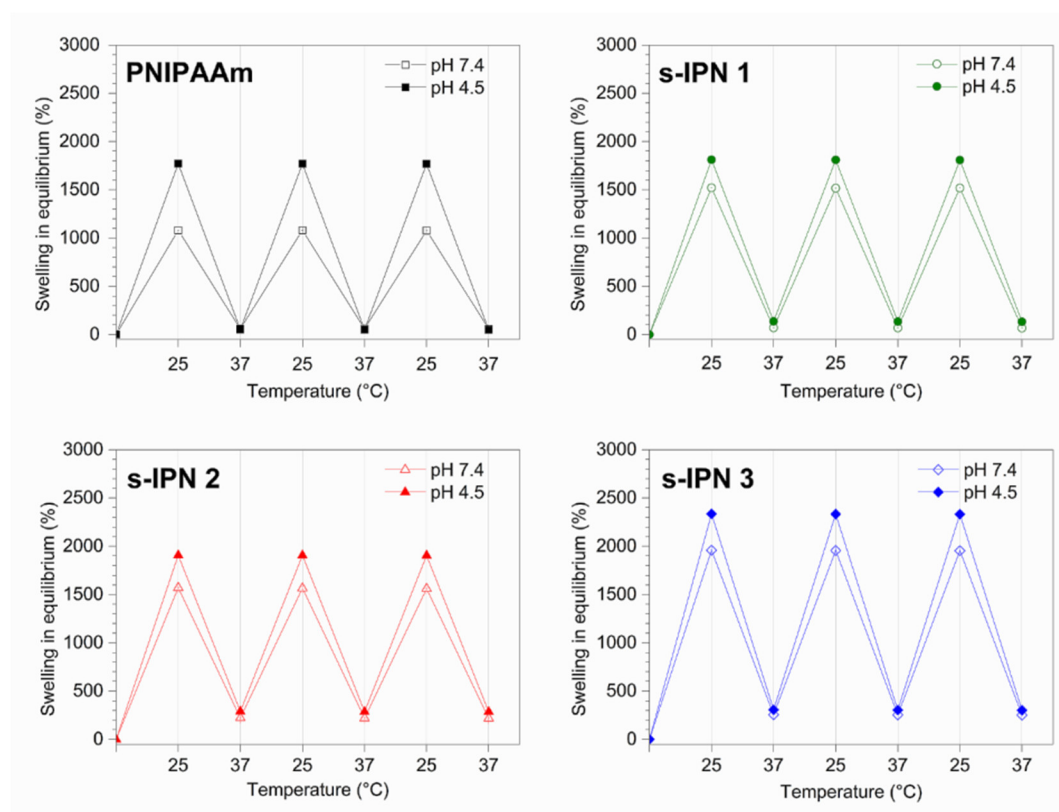 PNIPAAm
pH 7.4
pH 4.5
3000
2500
2000
1500
1000
500
0
Swelling in equilibrium (%)
25 37 25 37 25 37
Temperature (°C)
s-IPN 1
pH 7.4
pH 4.5
3000
2500
2000
1500
1000
500
0
Swelling in equilibrium (%)
25 37 25 37 25 37
Temperature (°C)
s-IPN 2
pH 7.4
pH 4.5
3000
2500
2000
1500
1000
500
0
Swelling in equilibrium (%)
25 37 25 37 25 37
Temperature (°C)
s-IPN 3
pH 7.4
pH 4.5
3000
2500
2000
1500
1000
500
0
Swelling in equilibrium (%)
25 37 25 37 25 37
Temperature (°C)